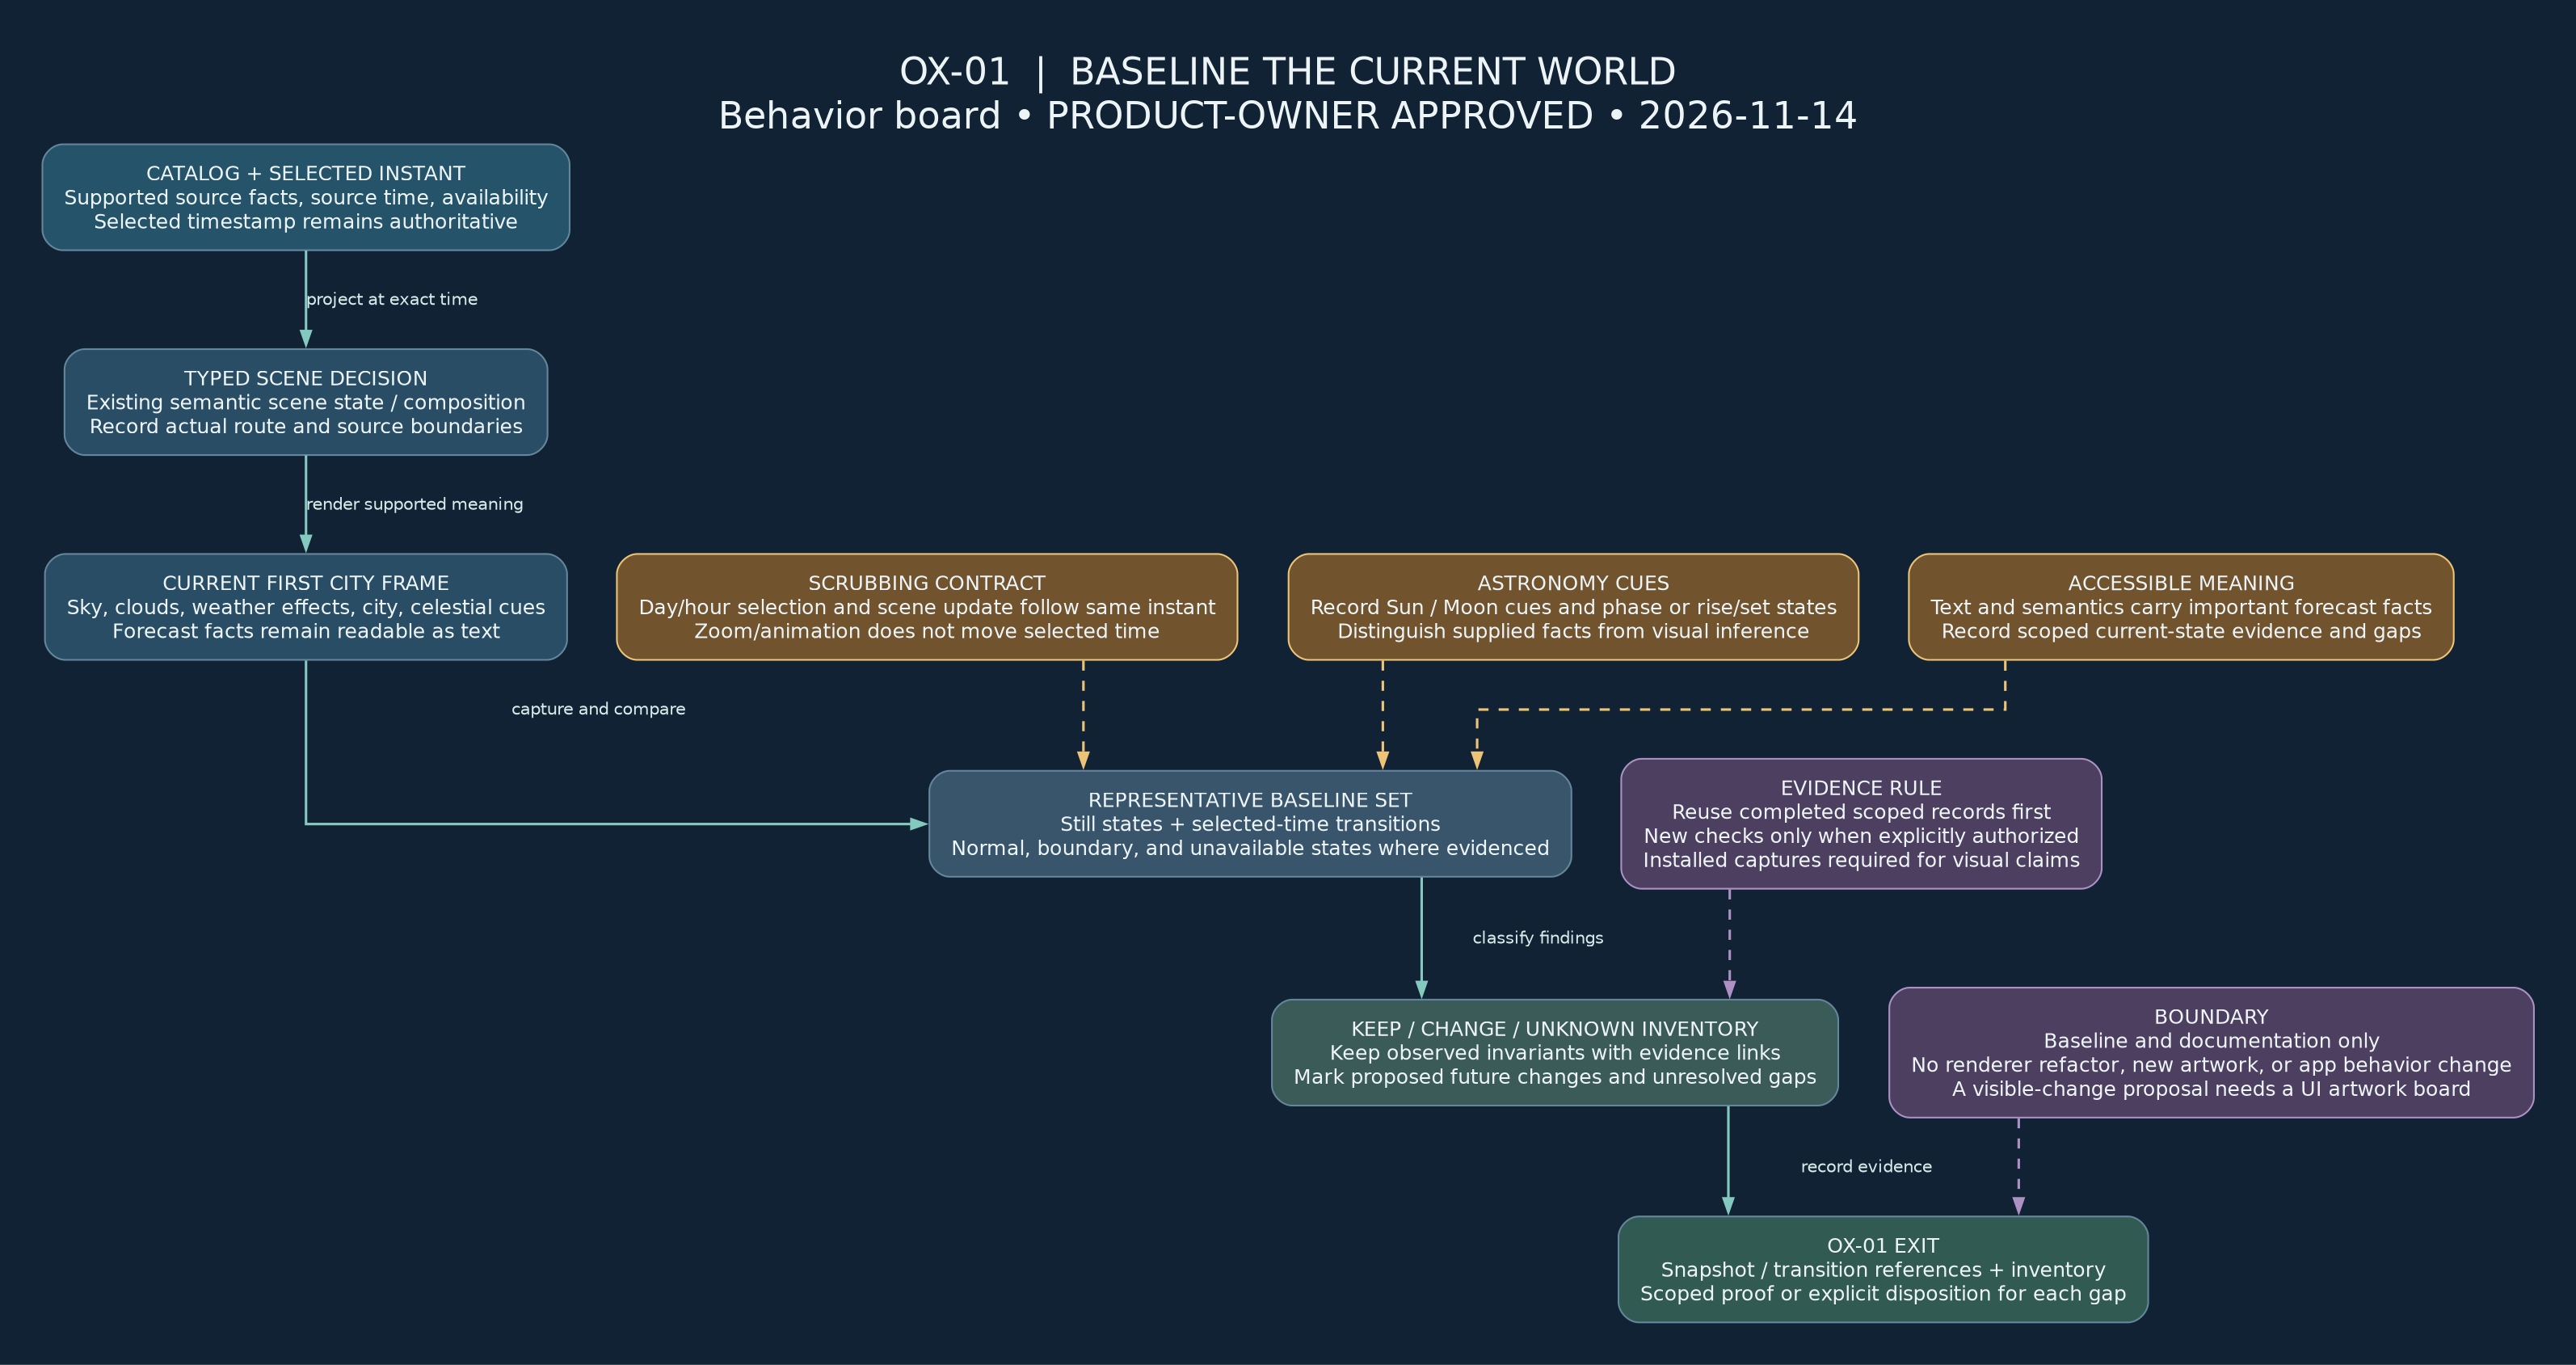 OX-01 | BASELINE THE CURRENT WORLD
Behavior board • PRODUCT-OWNER APPROVED • 2026-11-14
CATALOG + SELECTED INSTANT
Supported source facts, source time, availability
Selected timestamp remains authoritative
project at exact time
TYPED SCENE DECISION
Existing semantic scene state / composition
Record actual route and source boundaries
render supported meaning
CURRENT FIRST CITY FRAME
Sky, clouds, weather effects, city, celestial cues
Forecast facts remain readable as text
SCRUBBING CONTRACT
Day/hour selection and scene update follow same instant
Zoom/animation does not move selected time
ASTRONOMY CUES
Record Sun / Moon cues and phase or rise/set states
Distinguish supplied facts from visual inference
ACCESSIBLE MEANING
Text and semantics carry important forecast facts
Record scoped current-state evidence and gaps
capture and compare
REPRESENTATIVE BASELINE SET
Still states + selected-time transitions
Normal, boundary, and unavailable states where evidenced
EVIDENCE RULE
Reuse completed scoped records first
New checks only when explicitly authorized
Installed captures required for visual claims
classify findings
KEEP / CHANGE / UNKNOWN INVENTORY
Keep observed invariants with evidence links
Mark proposed future changes and unresolved gaps
BOUNDARY
Baseline and documentation only
No renderer refactor, new artwork, or app behavior change
A visible-change proposal needs a UI artwork board
record evidence
OX-01 EXIT
Snapshot / transition references + inventory
Scoped proof or explicit disposition for each gap